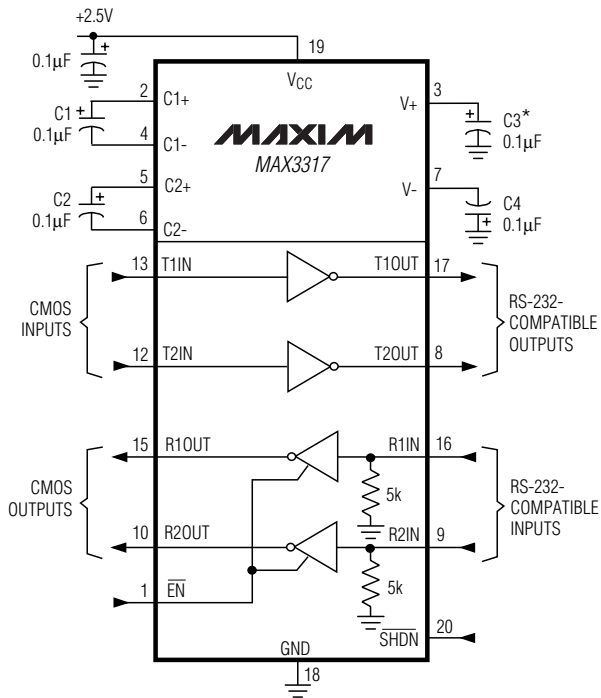 +2.5V
19
0.1µF
VCC
2
C1+
3
V+
C1
0.1µF
4
C1-
MAXIM
MAX3317
C3*
0.1µF
5
C2+
7
V-
C2
0.1µF
6
C2-
C4
0.1µF
13
T1IN
T1OUT
17
CMOS
INPUTS
RS-232-
COMPATIBLE
OUTPUTS
12
T2IN
T2OUT
8
15
R1OUT
R1IN
16
5k
CMOS
OUTPUTS
RS-232-
COMPATIBLE
INPUTS
10
R2OUT
R2IN
9
5k
1
EN
SHDN
20
GND
18